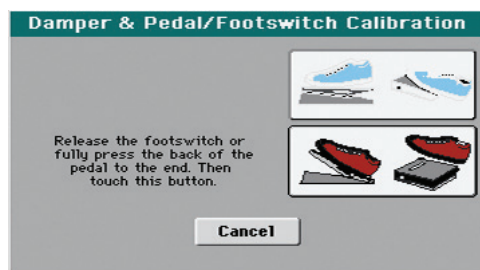 Damper & Pedal/Footswitch Calibration
Release the footswitch or
fully press the back of the
pedal to the end. Then
touch this button.
Cancel